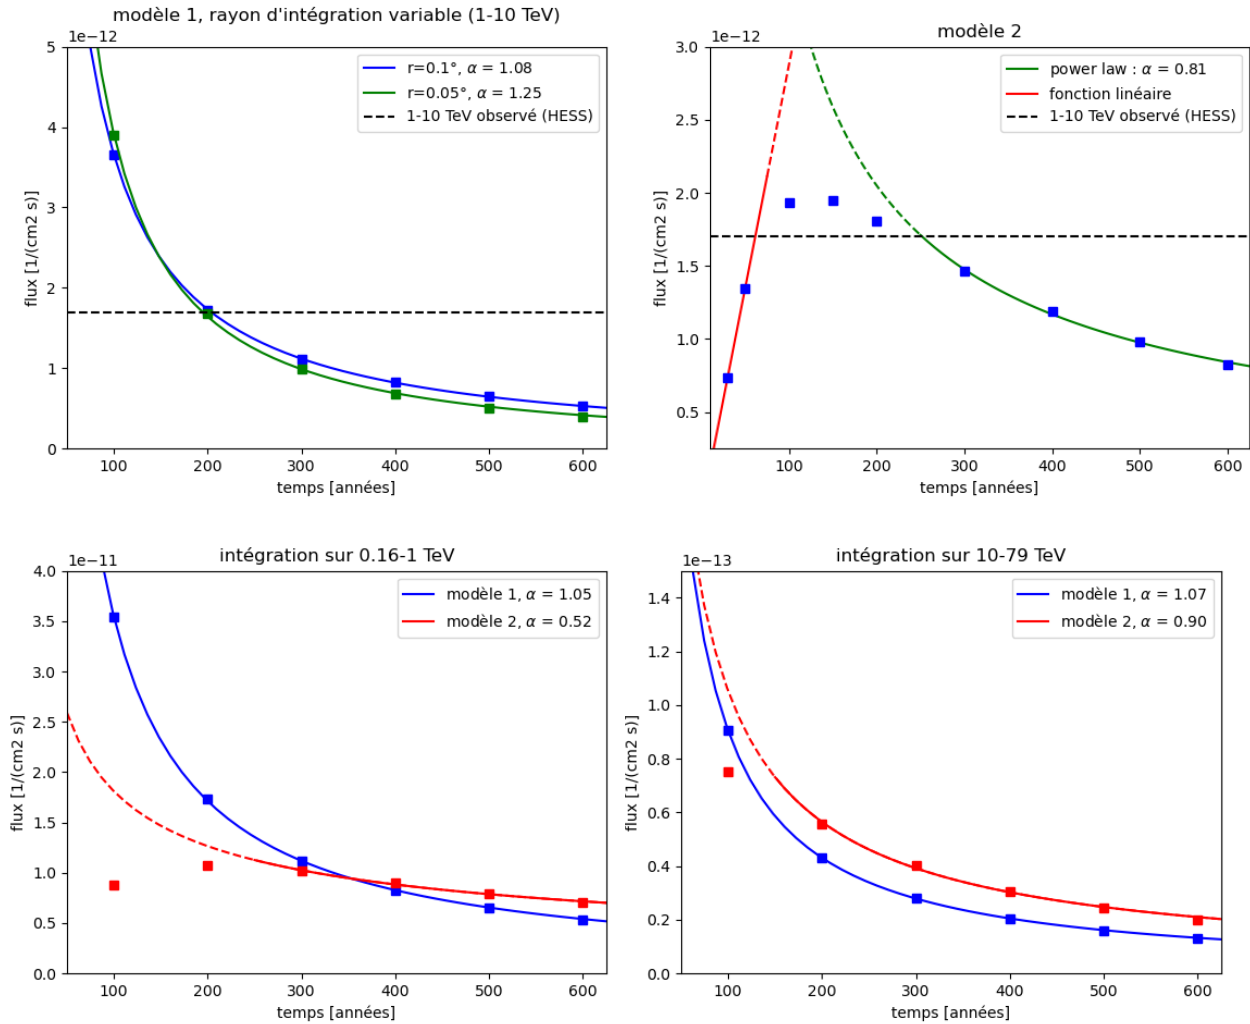 modèle 1, rayon d'intégration variable (1-10 TeV)
1e−12
5
4
3
2
1
0
flux [1/(cm2 s)]
r=0.1°, α = 1.08
r=0.05°, α = 1.25
1-10 TeV observé (HESS)
100 200 300 400 500 600
temps [années]
modèle 2
1e−12
3.0
2.5
2.0
1.5
1.0
0.5
flux [1/(cm2 s)]
power law : α = 0.81
fonction linéaire
1-10 TeV observé (HESS)
100 200 300 400 500 600
temps [années]
intégration sur 0.16-1 TeV
1e−11
4.0
3.5
3.0
2.5
2.0
1.5
1.0
0.5
0.0
flux [1/(cm2 s)]
modèle 1, α = 1.05
modèle 2, α = 0.52
100 200 300 400 500 600
temps [années]
intégration sur 10-79 TeV
1e−13
1.4
1.2
1.0
0.8
0.6
0.4
0.2
0.0
flux [1/(cm2 s)]
modèle 1, α = 1.07
modèle 2, α = 0.90
100 200 300 400 500 600
temps [années]